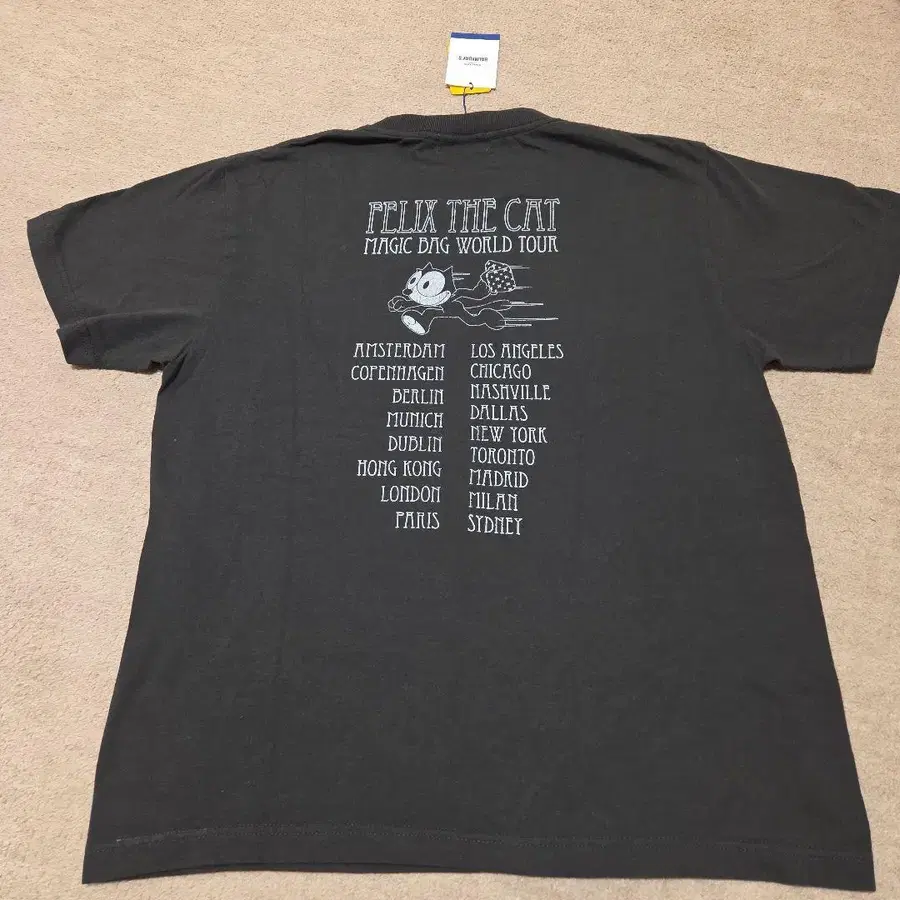 FELIX THE CAT
MAGIC BAG WORLD TOUR
AMSTERDAM
COPENHAGEN
BERLIN
MUNICH
DUBLIN
HONG KONG
LONDON
PARIS
LOS ANGELES
CHICAGO
NASHVILLE
DALLAS
NEW YORK
TORONTO
MADRID
MILAN
SYDNEY